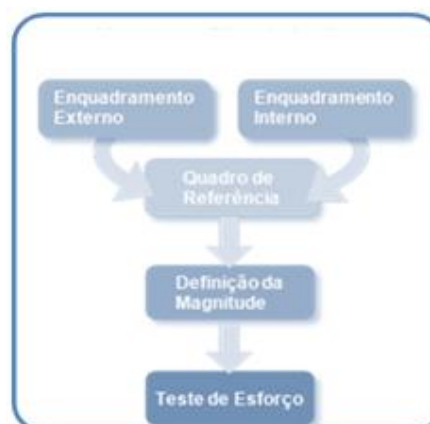 Enquadramento
Externo
Enquadramento
Interno
Quadro de
Referência
Definição da
Magnitude
Teste de Esforço